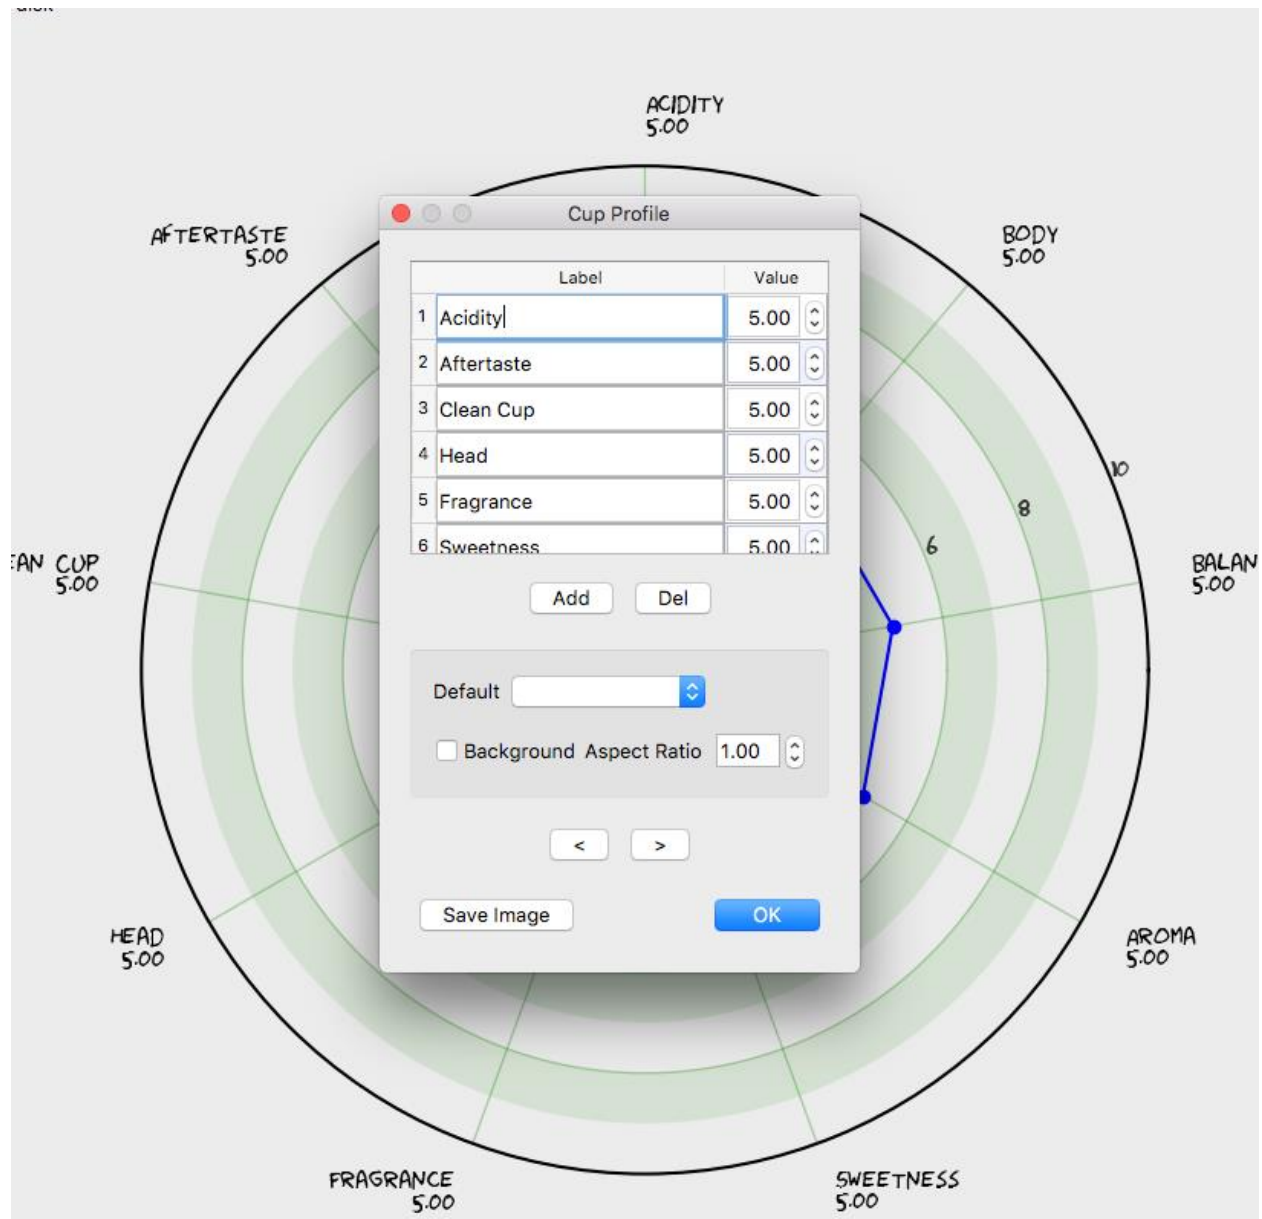 ACIDITY
5.00
AFTERTASTE
5.00
BODY
5.00
Cup Profile
Label Value
1 Acidity 5.00
2 Aftertaste 5.00
3 Clean Cup 5.00
4 Head 5.00
5 Fragrance 5.00
6 Sweetness 5.00
10
8
6
EAN CUP
5.00
BALAN
5.00
Add Del
Default
Background Aspect Ratio 1.00
< >
Save Image OK
HEAD
5.00
AROMA
5.00
FRAGRANCE
5.00
SWEETNESS
5.00